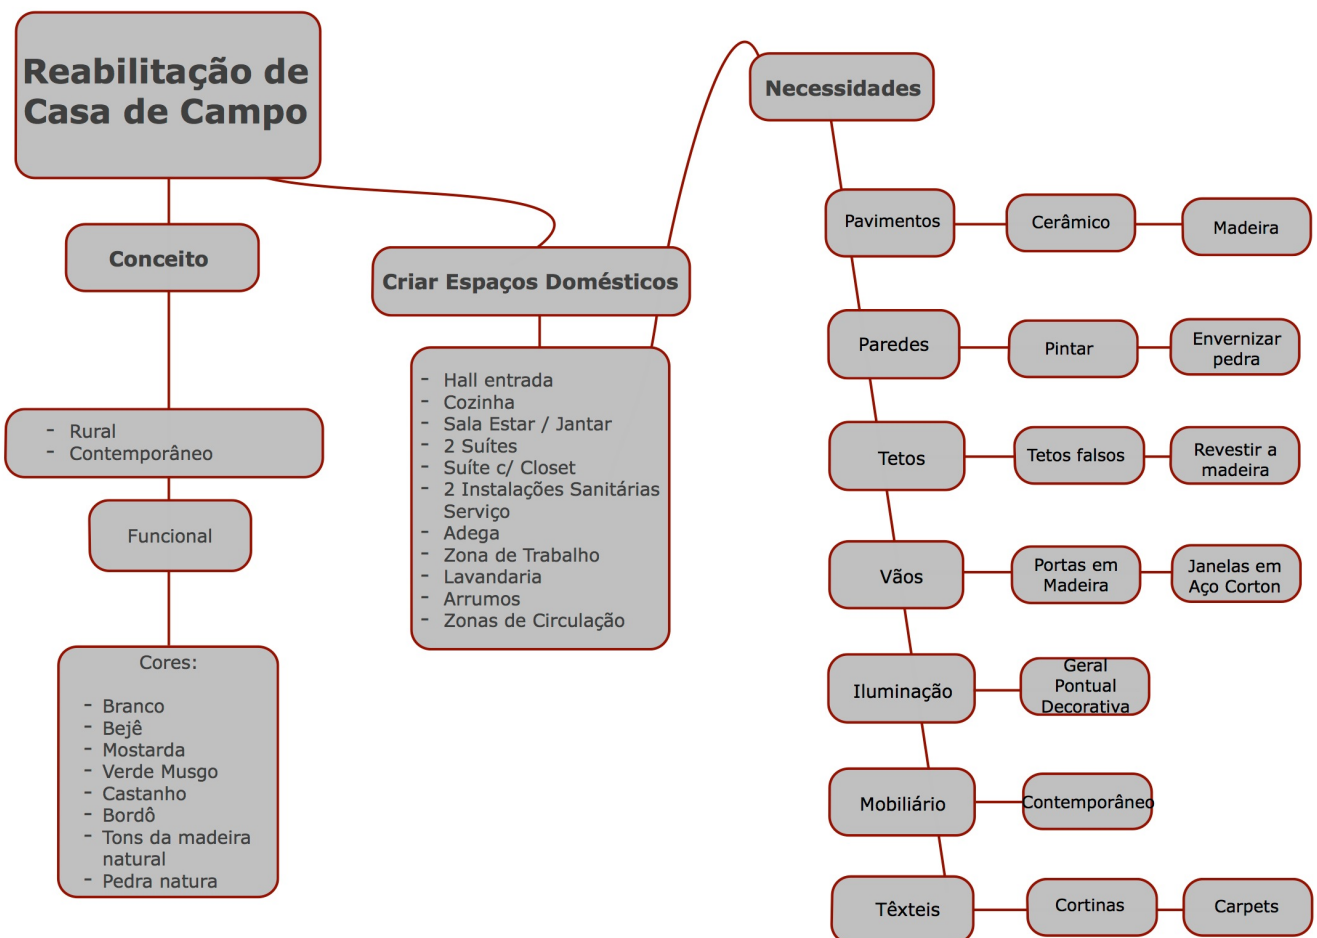 Reabilitação de
Casa de Campo
Conceito
- Rural
- Contemporâneo
Funcional
Cores:
- Branco
- Bejê
- Mostarda
- Verde Musgo
- Castanho
- Bordô
- Tons da madeira
natural
- Pedra natura
Criar Espaços Domésticos
- Hall entrada
- Cozinha
- Sala Estar / Jantar
- 2 Suítes
- Suíte c/ Closet
- 2 Instalações Sanitárias
Serviço
- Adega
- Zona de Trabalho
- Lavandaria
- Arrumos
- Zonas de Circulação
Necessidades
Pavimentos
Cerâmico
Madeira
Paredes
Pintar
Envernizar
pedra
Tetos
Tetos falsos
Revestir a
madeira
Vãos
Portas em
Madeira
Janelas em
Aço Corton
Iluminação
Geral
Pontual
Decorativa
Mobiliário
Contemporâneo
Têxteis
Cortinas
Carpets